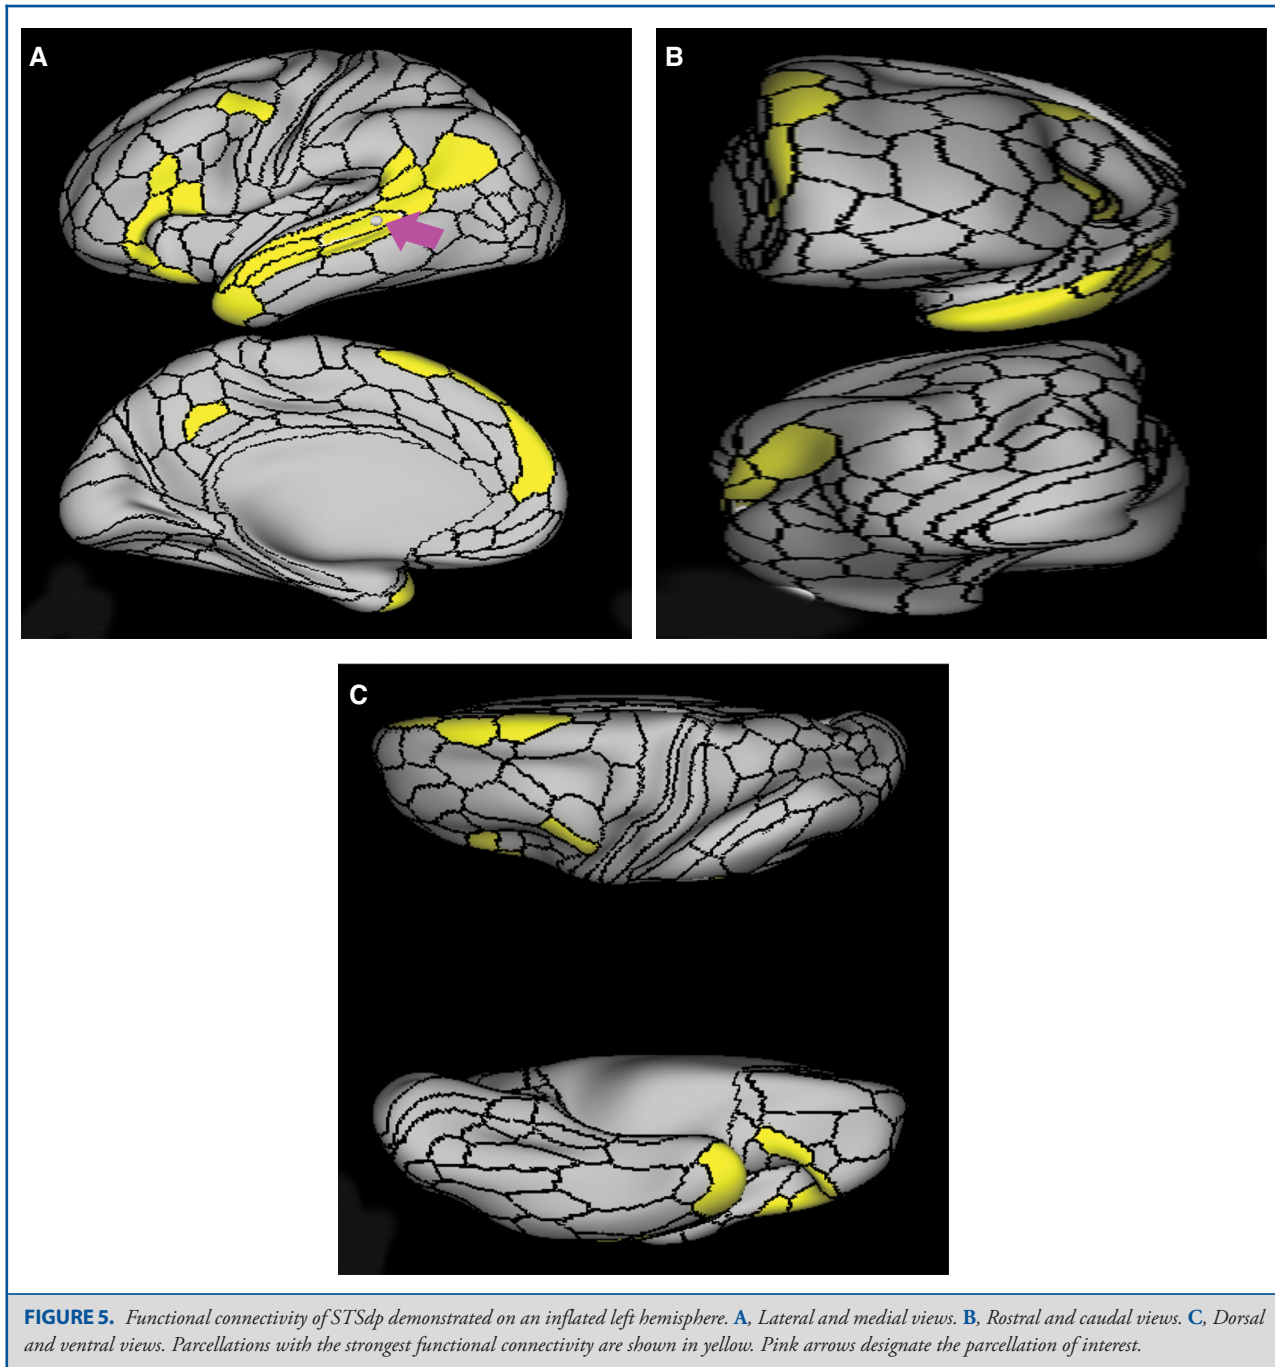 A
B
C
FIGURE 5. Functional connectivity of STSdp demonstrated on an inflated left hemisphere. A, Lateral and medial views. B, Rostral and caudal views. C, Dorsal
and ventral views. Parcellations with the strongest functional connectivity are shown in yellow. Pink arrows designate the parcellation of interest.